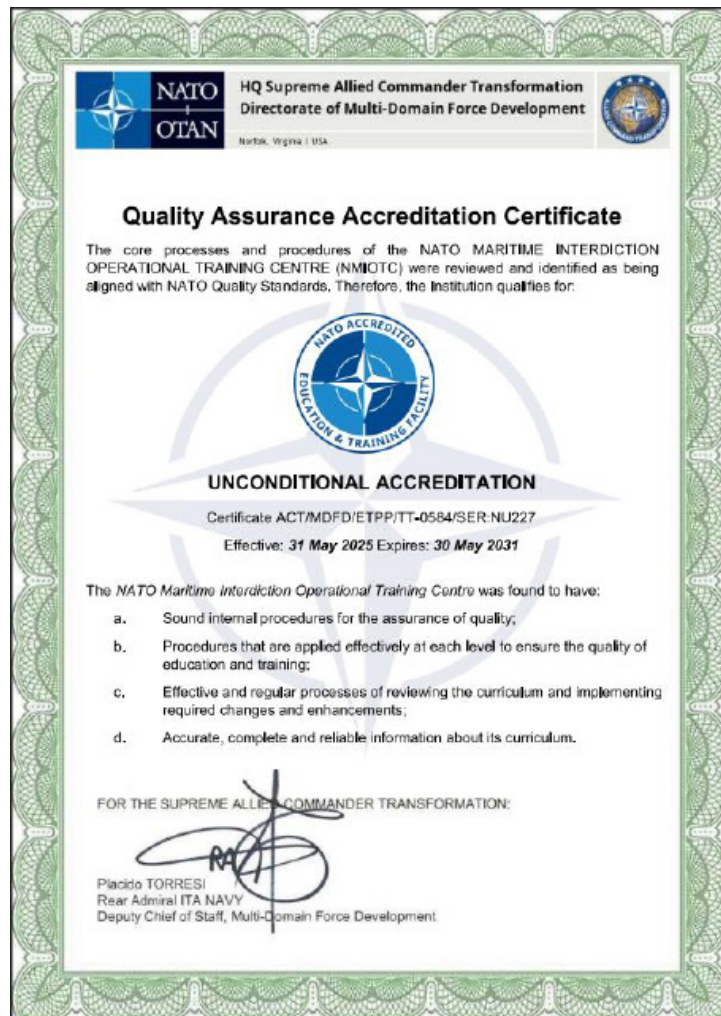 NATO
OTAN
HQ Supreme Allied Commander Transformation
Directorate of Multi-Domain Force Development
Norfolk, Virginia | USA
ALLIED COMMAND TRANSFORMATION
Quality Assurance Accreditation Certificate
The core processes and procedures of the NATO MARITIME INTERDICTION
OPERATIONAL TRAINING CENTRE (NMIOTC) were reviewed and identified as being
aligned with NATO Quality Standards, Therefore, the Institution qualifies for:
NATO ACCREDITED
EDUCATION & TRAINING FACILITY
UNCONDITIONAL ACCREDITATION
Certificate ACT/MDFD/ETPP/TT-0584/SER:NU227
Effective: 31 May 2025 Expires: 30 May 2031
The NATO Maritime Interdiction Operational Training Centre was found to have:
a. Sound internal procedures for the assurance of quality;
b. Procedures that are applied effectively at each level to ensure the quality of
education and training;
c. Effective and regular processes of reviewing the curriculum and implementing
required changes and enhancements;
d. Accurate, complete and reliable information about its curriculum.
FOR THE SUPREME ALLIED COMMANDER TRANSFORMATION:
Placido TORRESI
Rear Admiral ITA NAVY
Deputy Chief of Staff, Multi-Domain Force Development